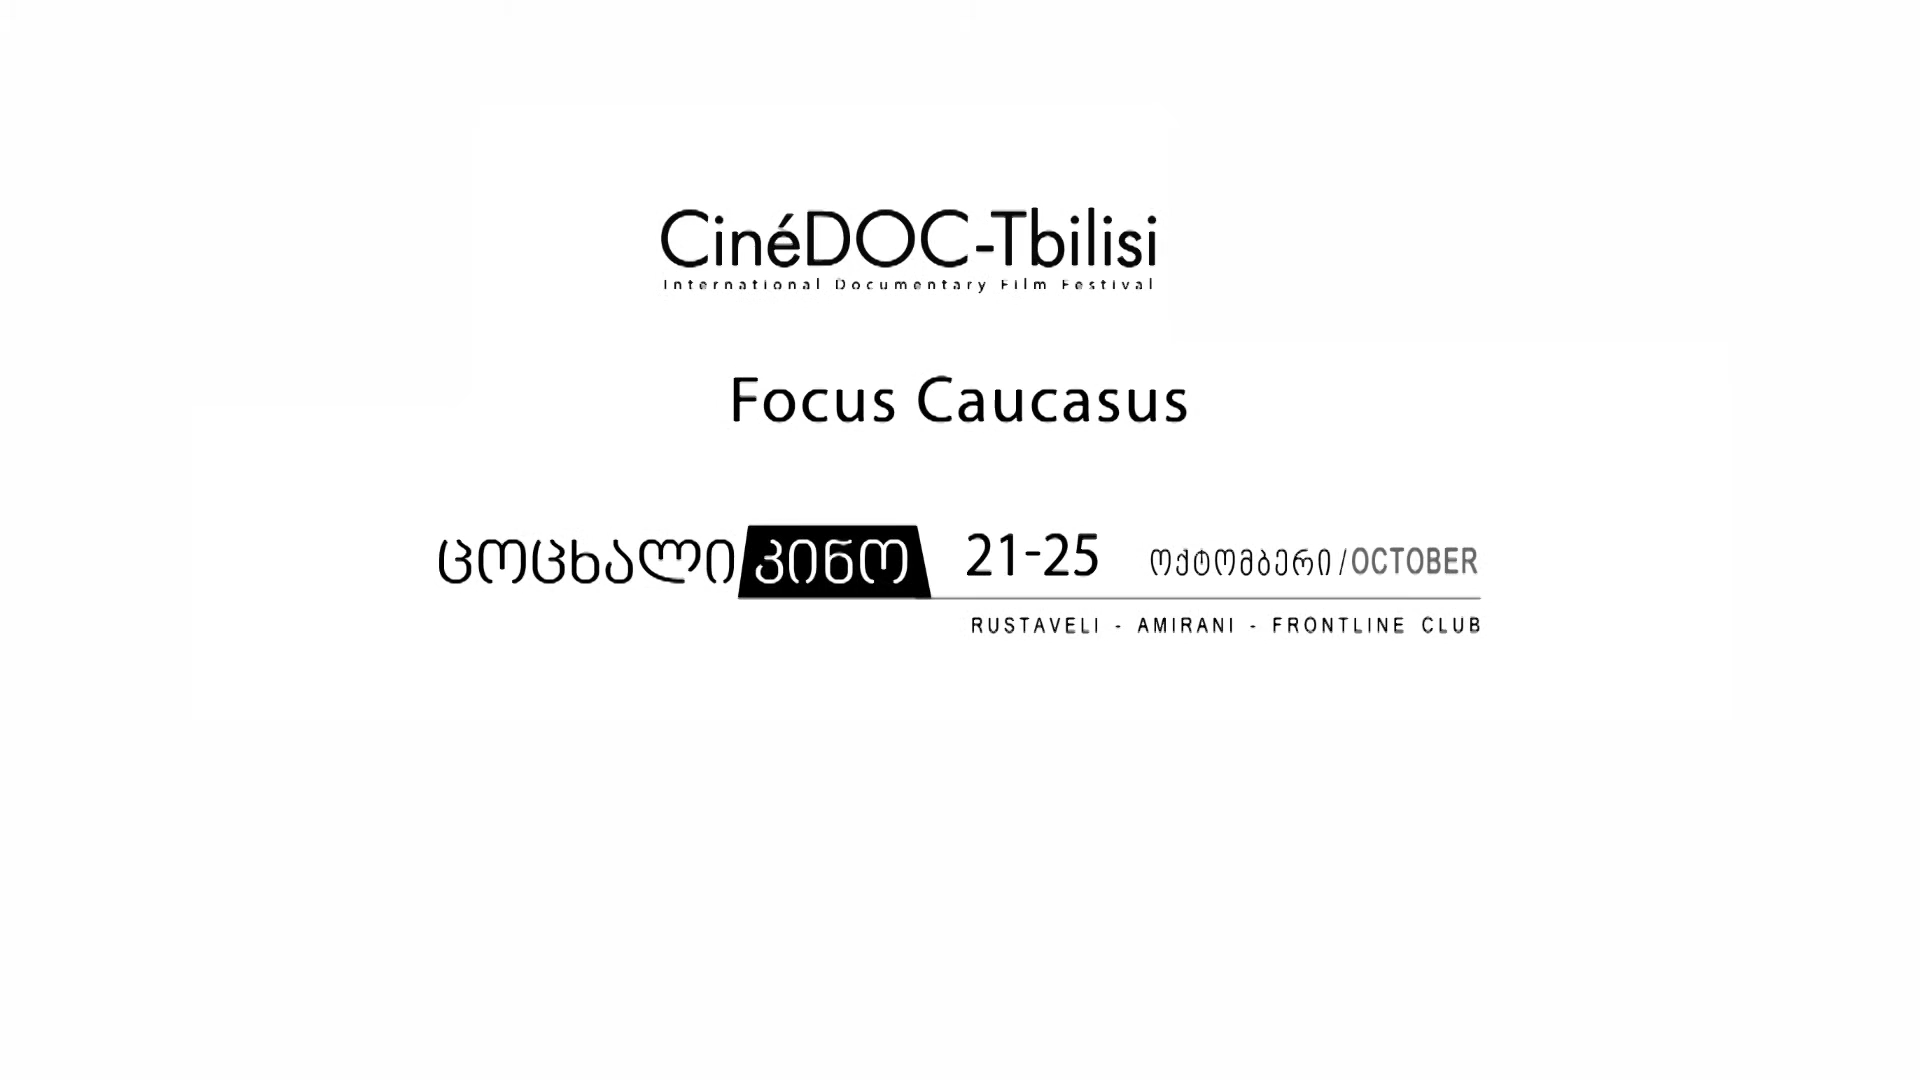 CinéDOC-Tbilisi
International Documentary Film Festival
Focus Caucasus
ცოცხალი კინო 21-25 ოქტომბერი/OCTOBER
RUSTAVELI - AMIRANI - FRONTLINE CLUB